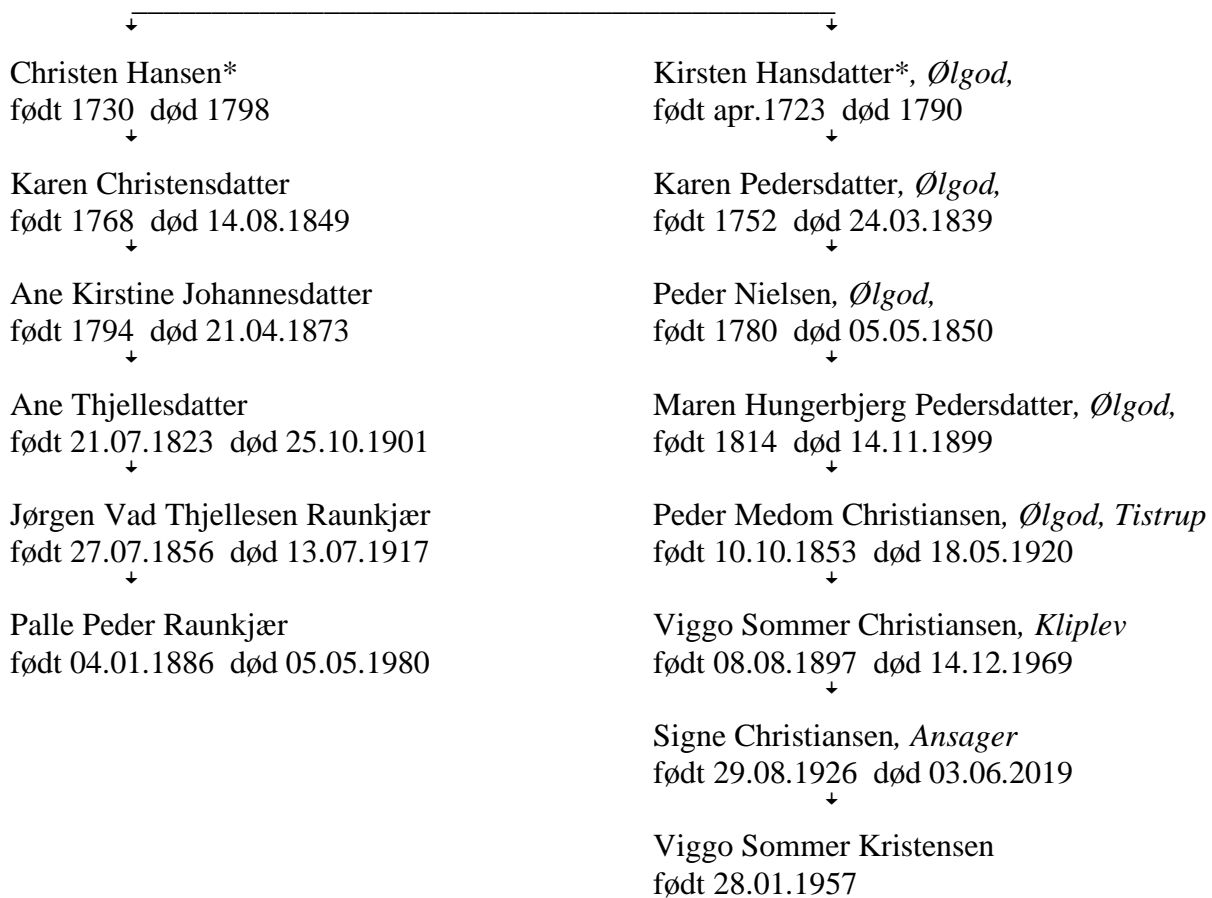 Christen Hansen*
født 1730 død 1798
Karen Christensdatter
født 1768 død 14.08.1849
Ane Kirstine Johannesdatter
født 1794 død 21.04.1873
Ane Thjellesdatter
født 21.07.1823 død 25.10.1901
Jørgen Vad Thjellesen Raunkjær
født 27.07.1856 død 13.07.1917
Palle Peder Raunkjær
født 04.01.1886 død 05.05.1980
Kirsten Hansdatter*, Ølgod,
født apr.1723 død 1790
Karen Pedersdatter, Ølgod,
født 1752 død 24.03.1839
Peder Nielsen, Ølgod,
født 1780 død 05.05.1850
Maren Hungerbjerg Pedersdatter, Ølgod,
født 1814 død 14.11.1899
Peder Medom Christiansen, Ølgod, Tistrup
født 10.10.1853 død 18.05.1920
Viggo Sommer Christiansen, Kliplev
født 08.08.1897 død 14.12.1969
Signe Christiansen, Ansager
født 29.08.1926 død 03.06.2019
Viggo Sommer Kristensen
født 28.01.1957